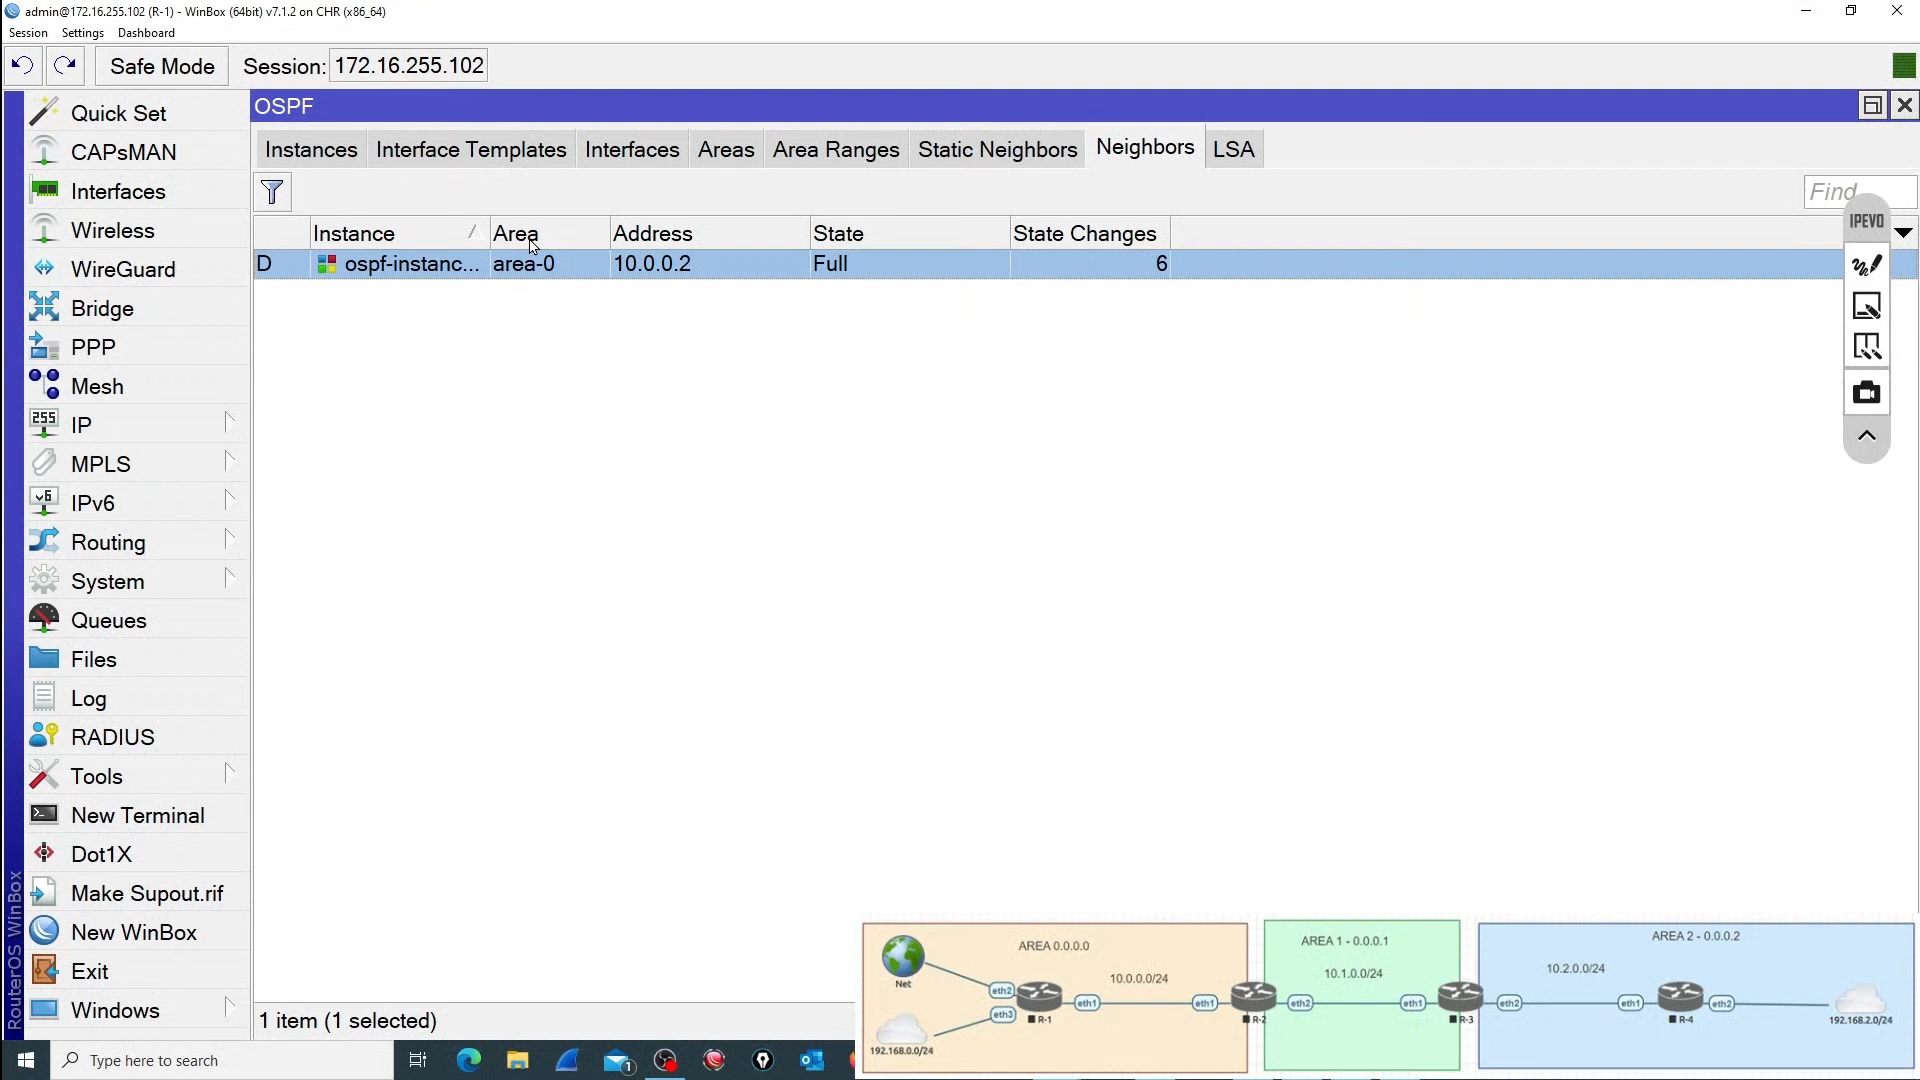 admin@172.16.255.102 (R-1) - WinBox (64bit) v7.1.2 on CHR (x86_64)
Session Settings Dashboard
Safe Mode Session: 172.16.255.102
Quick Set
CAPsMAN
Interfaces
Wireless
WireGuard
Bridge
PPP
Mesh
255 IP
MPLS
v6 IPv6
Routing
System
Queues
Files
Log
RADIUS
Tools
New Terminal
Dot1X
Make Supout.rif
New WinBox
Exit
Windows
RouterOS WinBox
OSPF
Instances Interface Templates Interfaces Areas Area Ranges Static Neighbors Neighbors LSA
Find
IPEVO
Instance Area Address State State Changes
D ospf-instanc... area-0 10.0.0.2 Full 6
1 item (1 selected)
AREA 0.0.0.0
Net
10.0.0.0/24
eth2
eth3
R-1
eth1
eth1
192.168.0.0/24
R-2
AREA 1 - 0.0.0.1
10.1.0.0/24
eth2
eth1
R-3
AREA 2 - 0.0.0.2
10.2.0.0/24
eth2
eth1
R-4
eth2
192.168.2.0/24
Type here to search
1